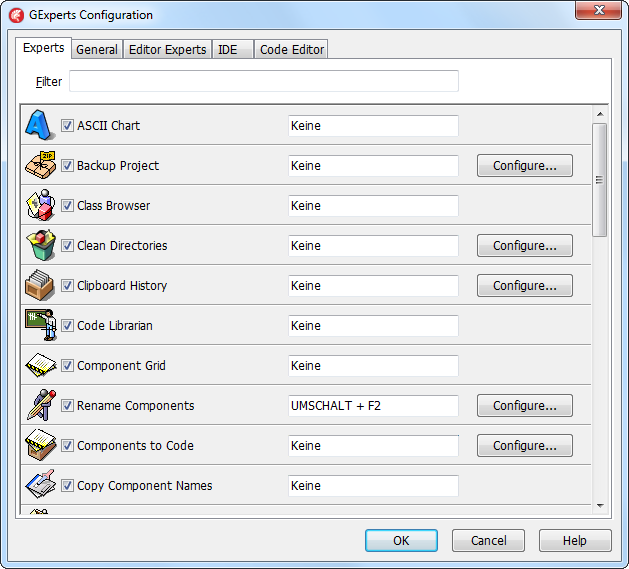 GExperts Configuration
Experts General Editor Experts IDE Code Editor
Filter
ASCII Chart Keine
ZIP
Backup Project Keine Configure...
Class Browser Keine
Clean Directories Keine Configure...
Clipboard History Keine Configure...
Code Librarian Keine
Component Grid Keine
Rename Components UMSCHALT + F2 Configure...
Components to Code Keine Configure...
Copy Component Names Keine
OK Cancel Help